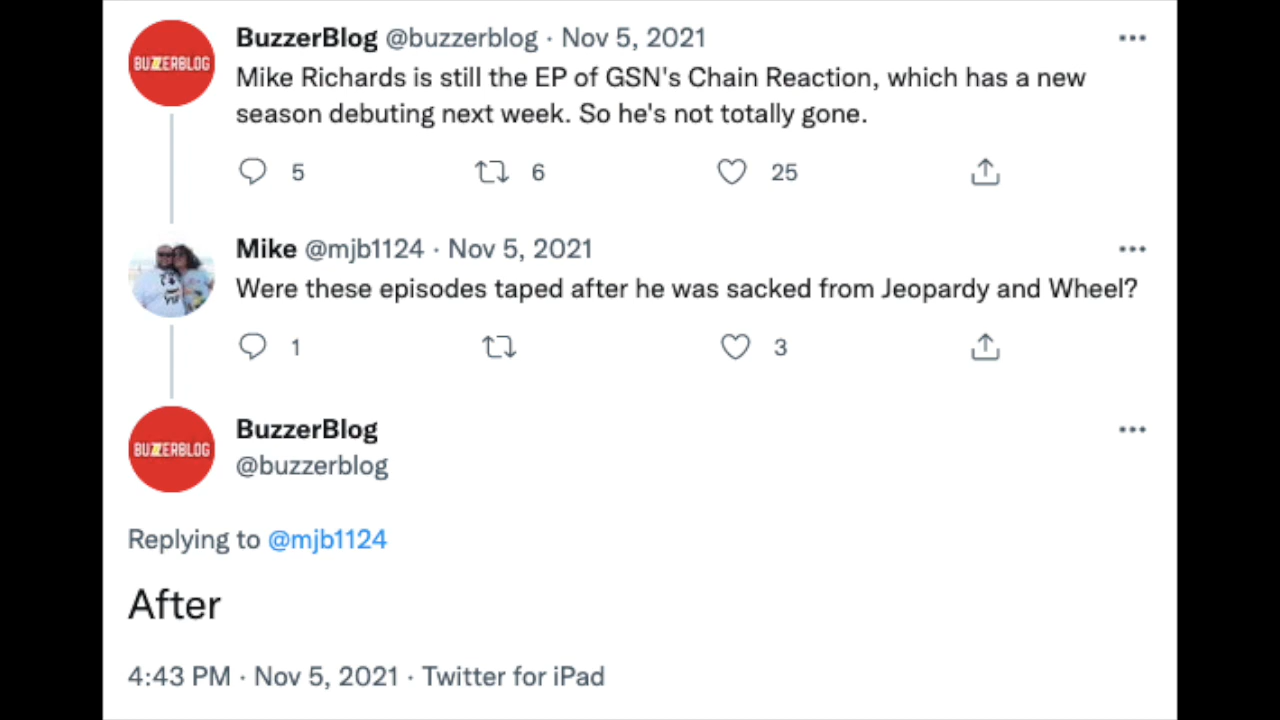 BUZZERBLOG
BuzzerBlog @buzzerblog · Nov 5, 2021
Mike Richards is still the EP of GSN's Chain Reaction, which has a new
season debuting next week. So he's not totally gone.
5 6 25
Mike @mjb1124 · Nov 5, 2021
Were these episodes taped after he was sacked from Jeopardy and Wheel?
1 3
BUZZERBLOG
BuzzerBlog
@buzzerblog
Replying to @mjb1124
After
4:43 PM · Nov 5, 2021 · Twitter for iPad